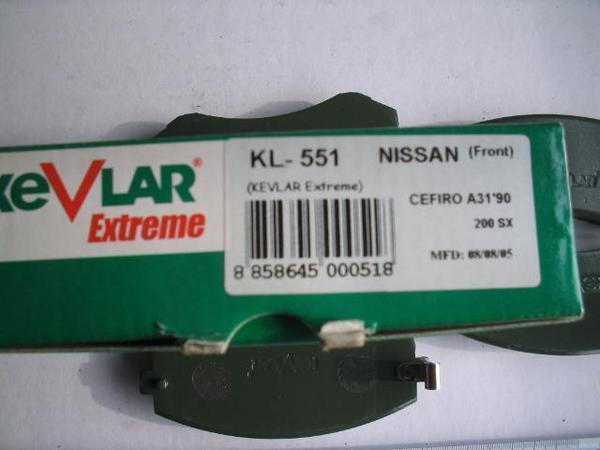 KeVLAR®
Extreme
KL- 551 NISSAN (Front)
(KEVLAR Extreme)
CEFIRO A31'90
200 SX
MFD: 08/08/05
8 858645 000518